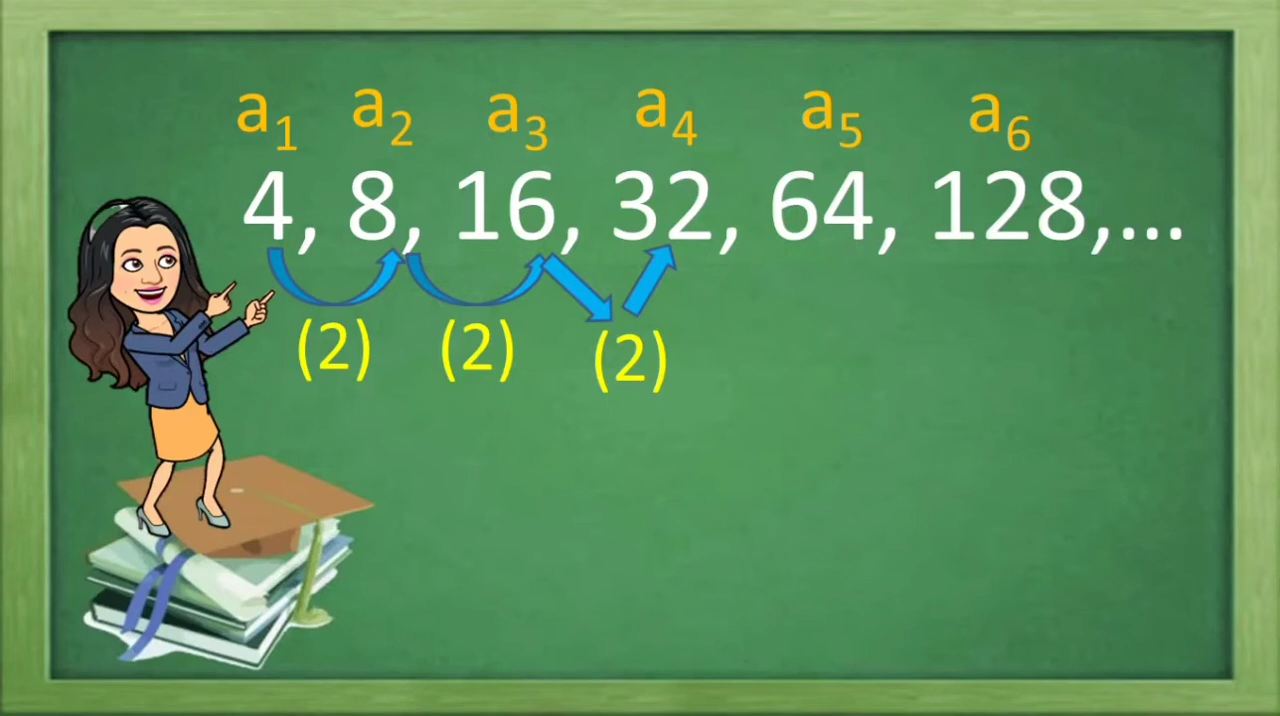 a₁ a₂ a₃ a₄ a₅ a₆
4, 8, 16, 32, 64, 128,...
(2) (2) (2)